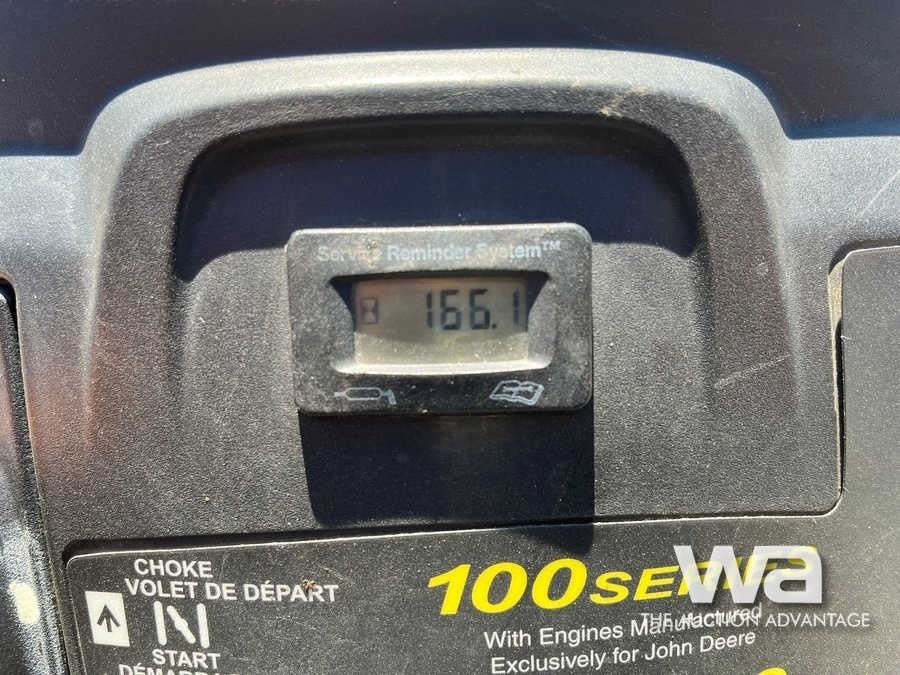 Service Reminder System™
166.1
CHOKE
VOLET DE DÉPART
START
100 SERIES
wa
THE AUCTION ADVANTAGE
With Engines Manufactured
Exclusively for John Deere